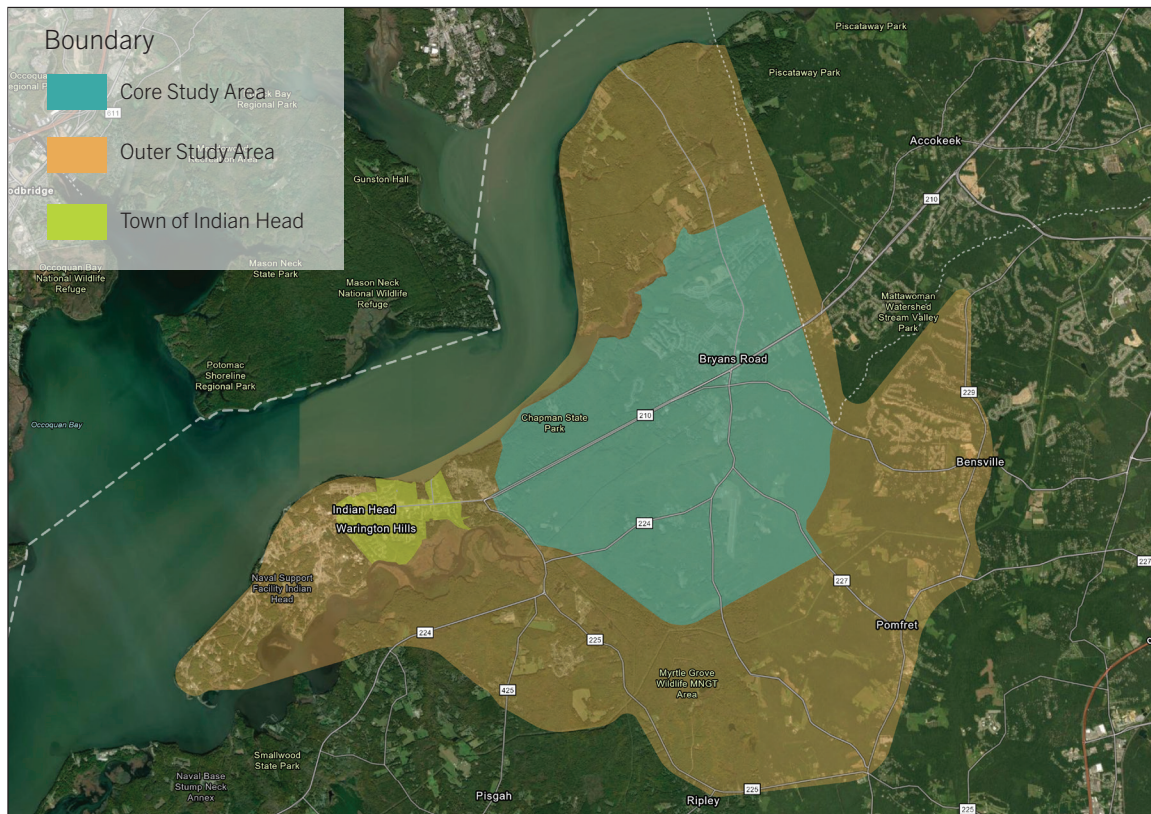 Boundary
Core Study Area
Outer Study Area
Town of Indian Head
611
Gunston Hall
Mason Neck
State Park
Mason Neck
National Wildlife
Refuge
Occoquan Bay
National Wildlife
Refuge
Potomac
Shoreline
Regional Park
Occoquan Bay
Piscataway Park
Piscataway Park
Accokeek
210
Mattawoman
Watershed
Stream Valley
Park
Bryans Road
229
Chapman State
Park
210
Bensville
Indian Head
Warington Hills
224
227
227
Naval Support
Facility Indian
Head
Pomfret
224
225
Myrtle Grove
Wildlife MNGT
Area
425
Smallwood
State Park
Naval Base
Stump Neck
Annex
Pisgah
Ripley
225
225